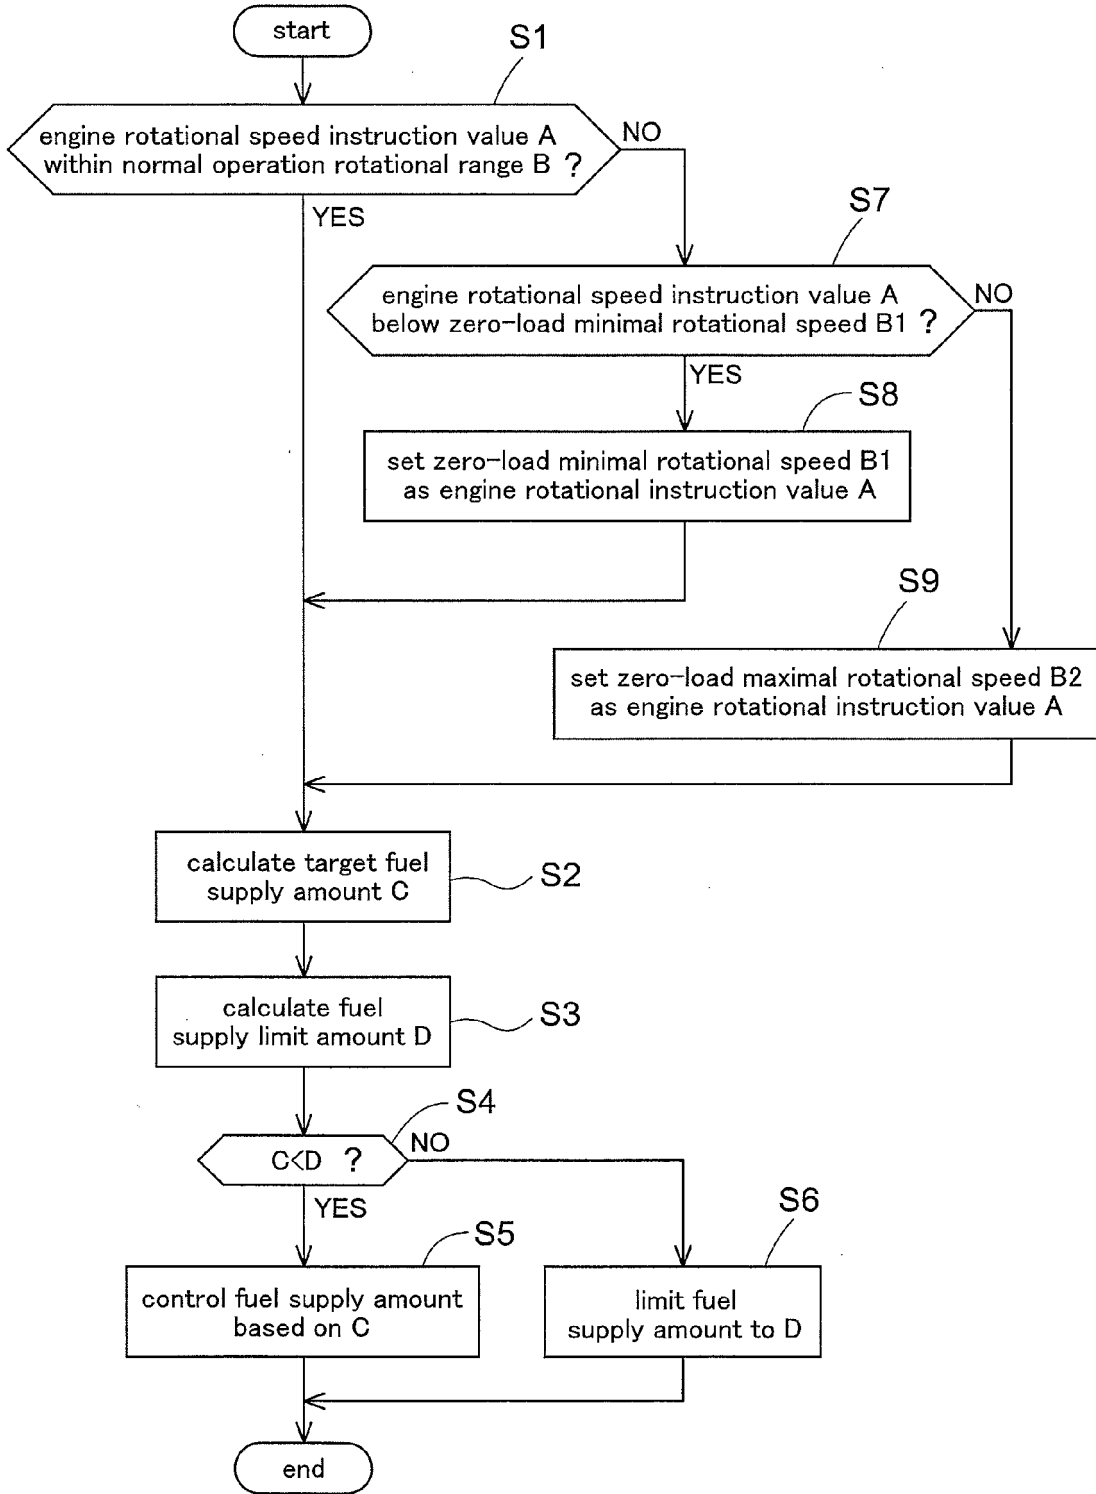 start
S1
engine rotational speed instruction value A
within normal operation rotational range B ?
NO
YES
S7
engine rotational speed instruction value A
below zero-load minimal rotational speed B1 ?
NO
YES
S8
set zero-load minimal rotational speed B1
as engine rotational instruction value A
S9
set zero-load maximal rotational speed B2
as engine rotational instruction value A
calculate target fuel
supply amount C
S2
calculate fuel
supply limit amount D
S3
S4
C<D ?
NO
YES
S5
control fuel supply amount
based on C
S6
limit fuel
supply amount to D
end